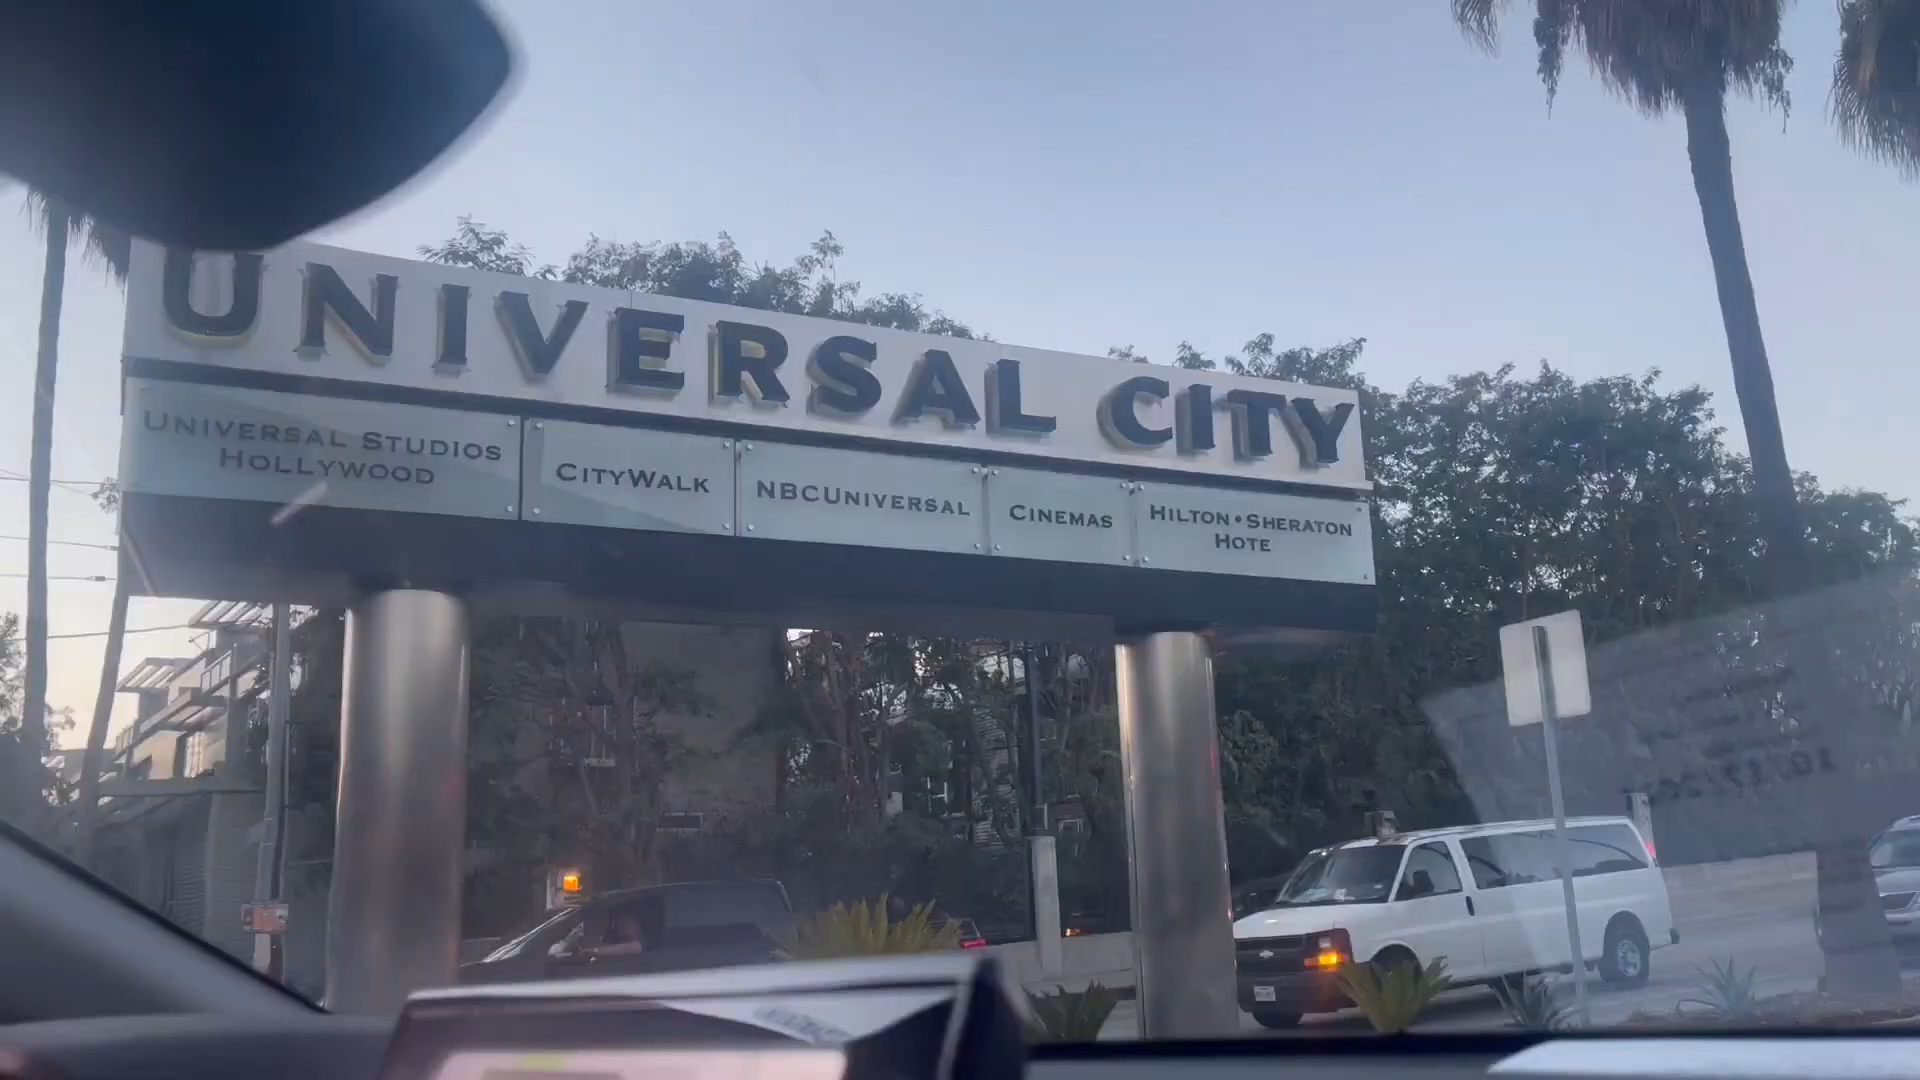 UNIVERSAL CITY
UNIVERSAL STUDIOS
HOLLYWOOD
CITYWALK
NBCUNIVERSAL
CINEMAS
HILTON • SHERATON
HOTE